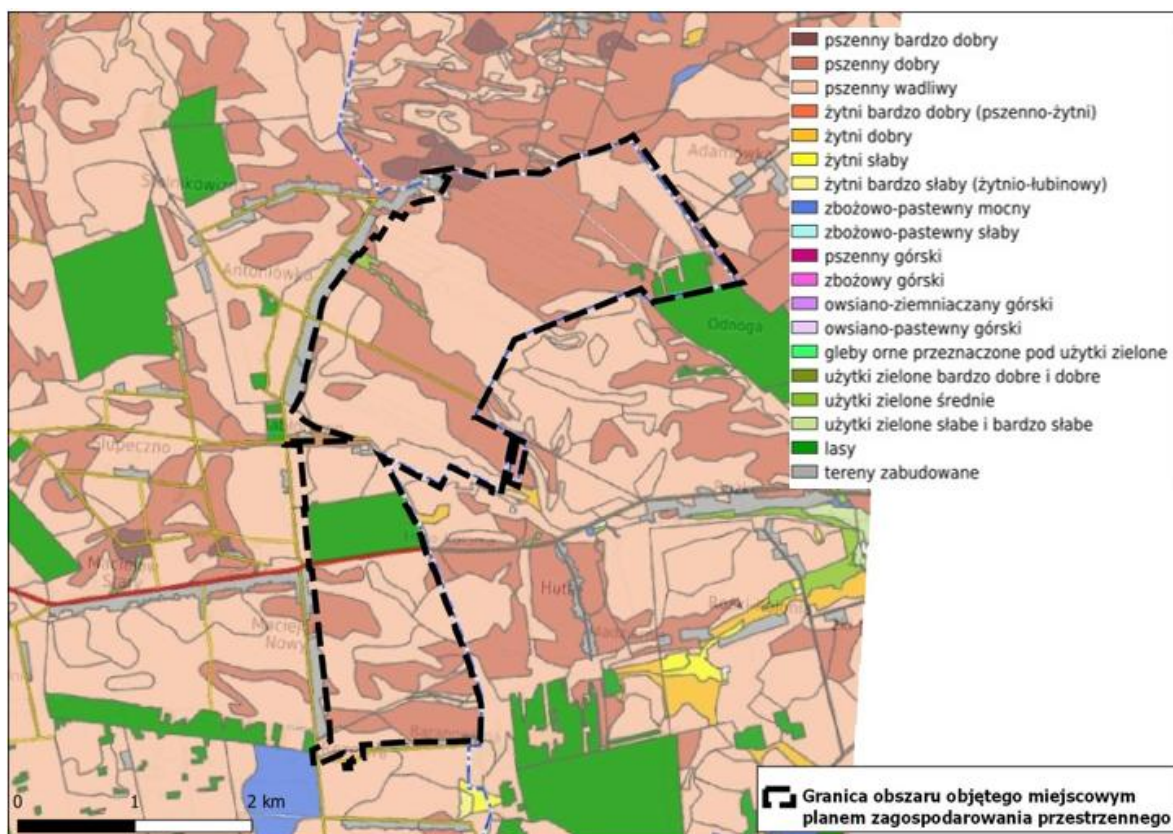 pszenny bardzo dobry
pszenny dobry
pszenny wadliwy
żytni bardzo dobry (pszenno-żytni)
żytni dobry
żytni słaby
żytni bardzo słaby (żytnio-łubinowy)
zbożowo-pastewny mocny
zbożowo-pastewny słaby
pszenny górski
zbożowy górski
owsiano-ziemniaczany górski
owsiano-pastewny górski
gleby orne przeznaczone pod użytki zielone
użytki zielone bardzo dobre i dobre
użytki zielone średnie
użytki zielone słabe i bardzo słabe
lasy
tereny zabudowane
Adamówka
Antoniówka
Odnoga
Hutki
Nowy
0 1 2 km
Granica obszaru objętego miejscowym
planem zagospodarowania przestrzennego